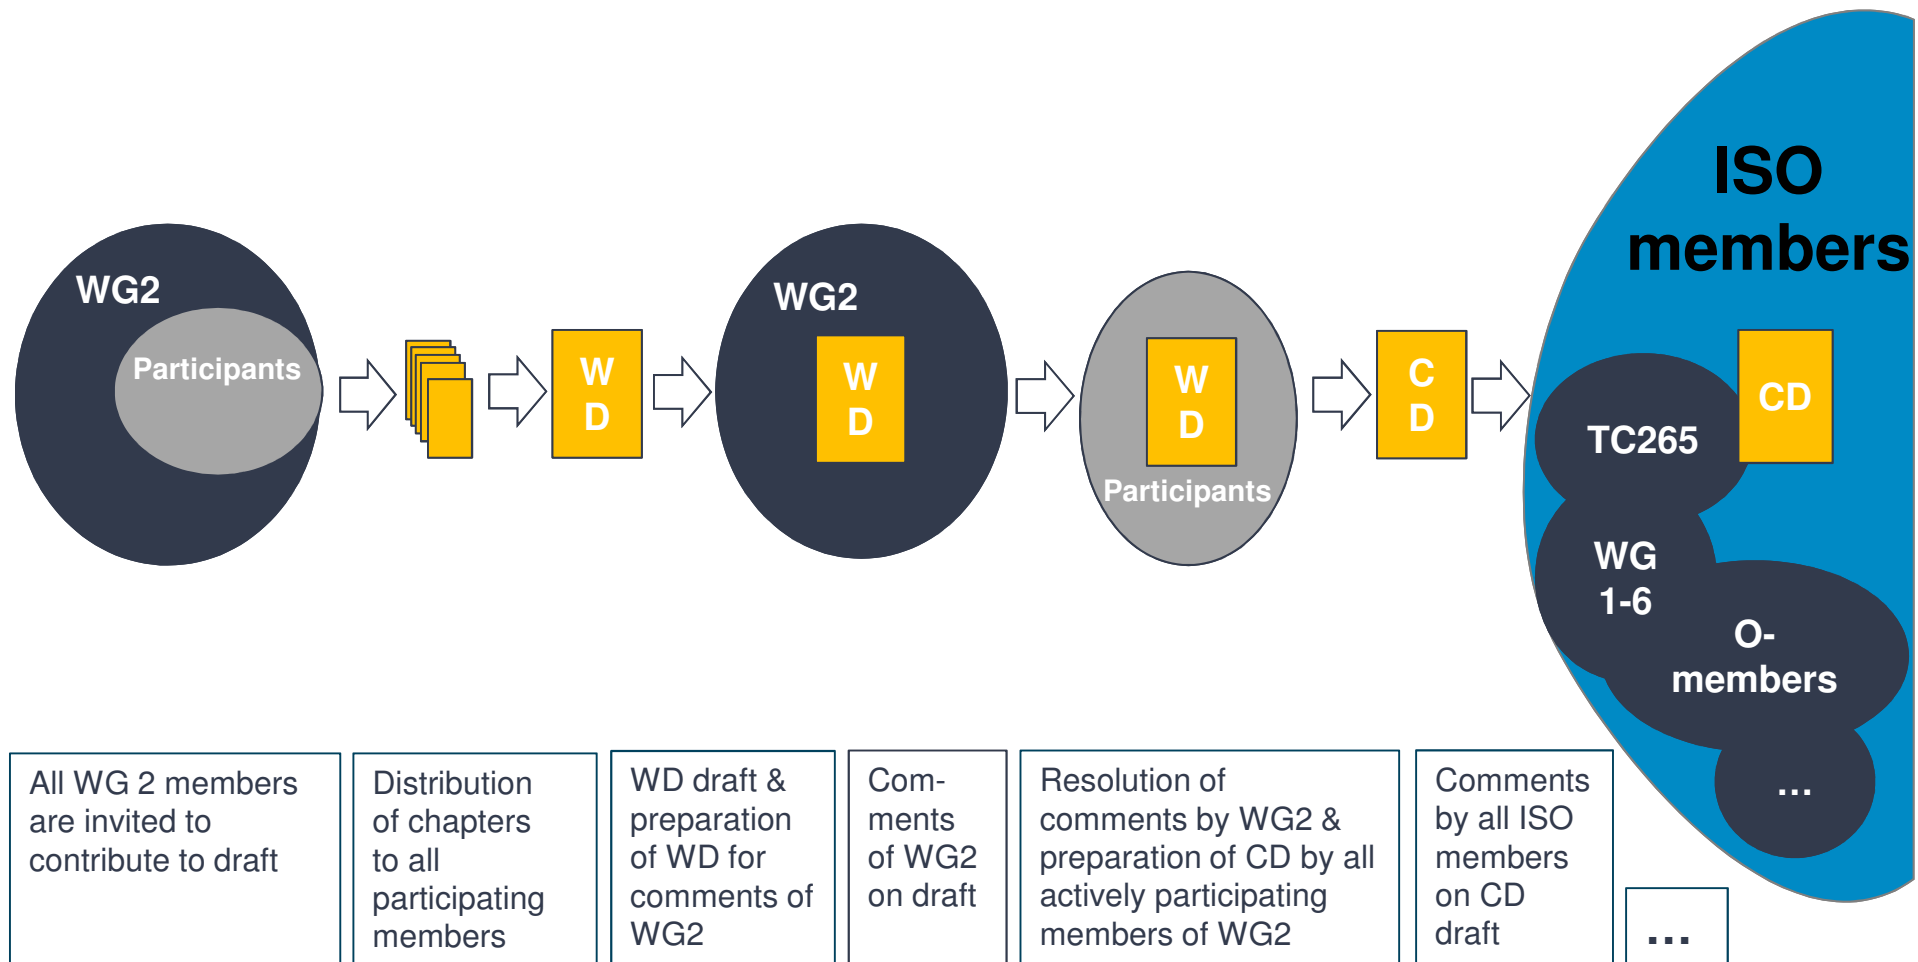 WG2
Participants
W
D
WG2
W
D
W
D
Participants
C
D
ISO
members
CD
TC265
WG
1-6
O-
members
...
All WG 2 members
are invited to
contribute to draft
Distribution
of chapters
to all
participating
members
WD draft &
preparation
of WD for
comments of
WG2
Com-
ments
of WG2
on draft
Resolution of
comments by WG2 &
preparation of CD by all
actively participating
members of WG2
Comments
by all ISO
members
on CD
draft
...